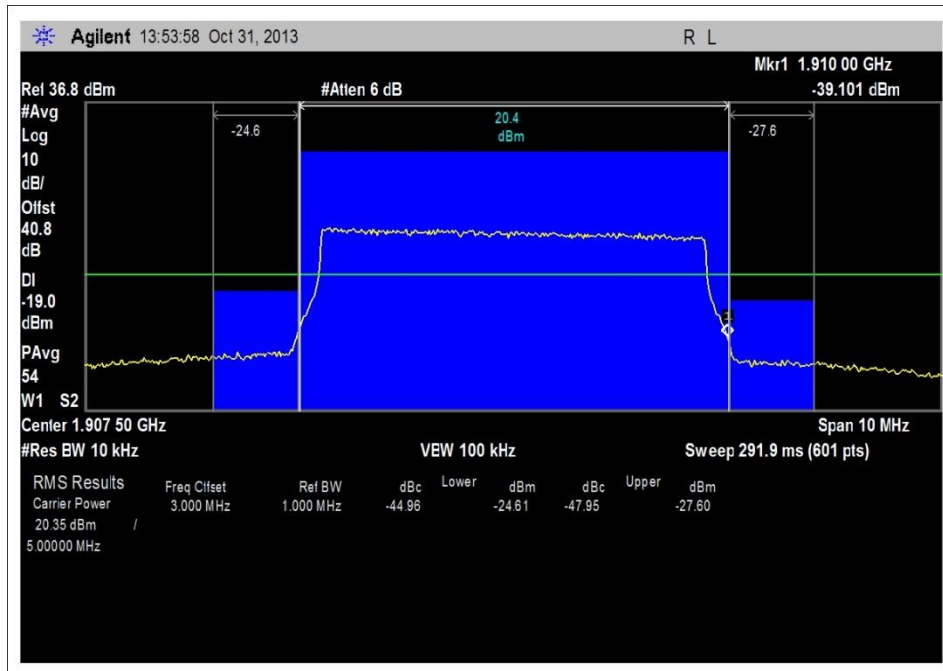 Agilent 13:53:58 Oct 31, 2013 R L
Mkr1 1.910 00 GHz
Ref 36.8 dBm #Atten 6 dB -39.101 dBm
#Avg
Log
10
dB/
Offst
40.8
dB
DI
-19.0
dBm
PAvg
54
W1 S2
-24.6
20.4
dBm
-27.6
1
Center 1.907 50 GHz Span 10 MHz
#Res BW 10 kHz VBW 100 kHz Sweep 291.9 ms (601 pts)
RMS Results Freq Offset Ref BW dBc Lower dBm dBc Upper dBm
Carrier Power 3.000 MHz 1.000 MHz -44.96 -24.61 -47.95 -27.60
20.35 dBm /
5.00000 MHz